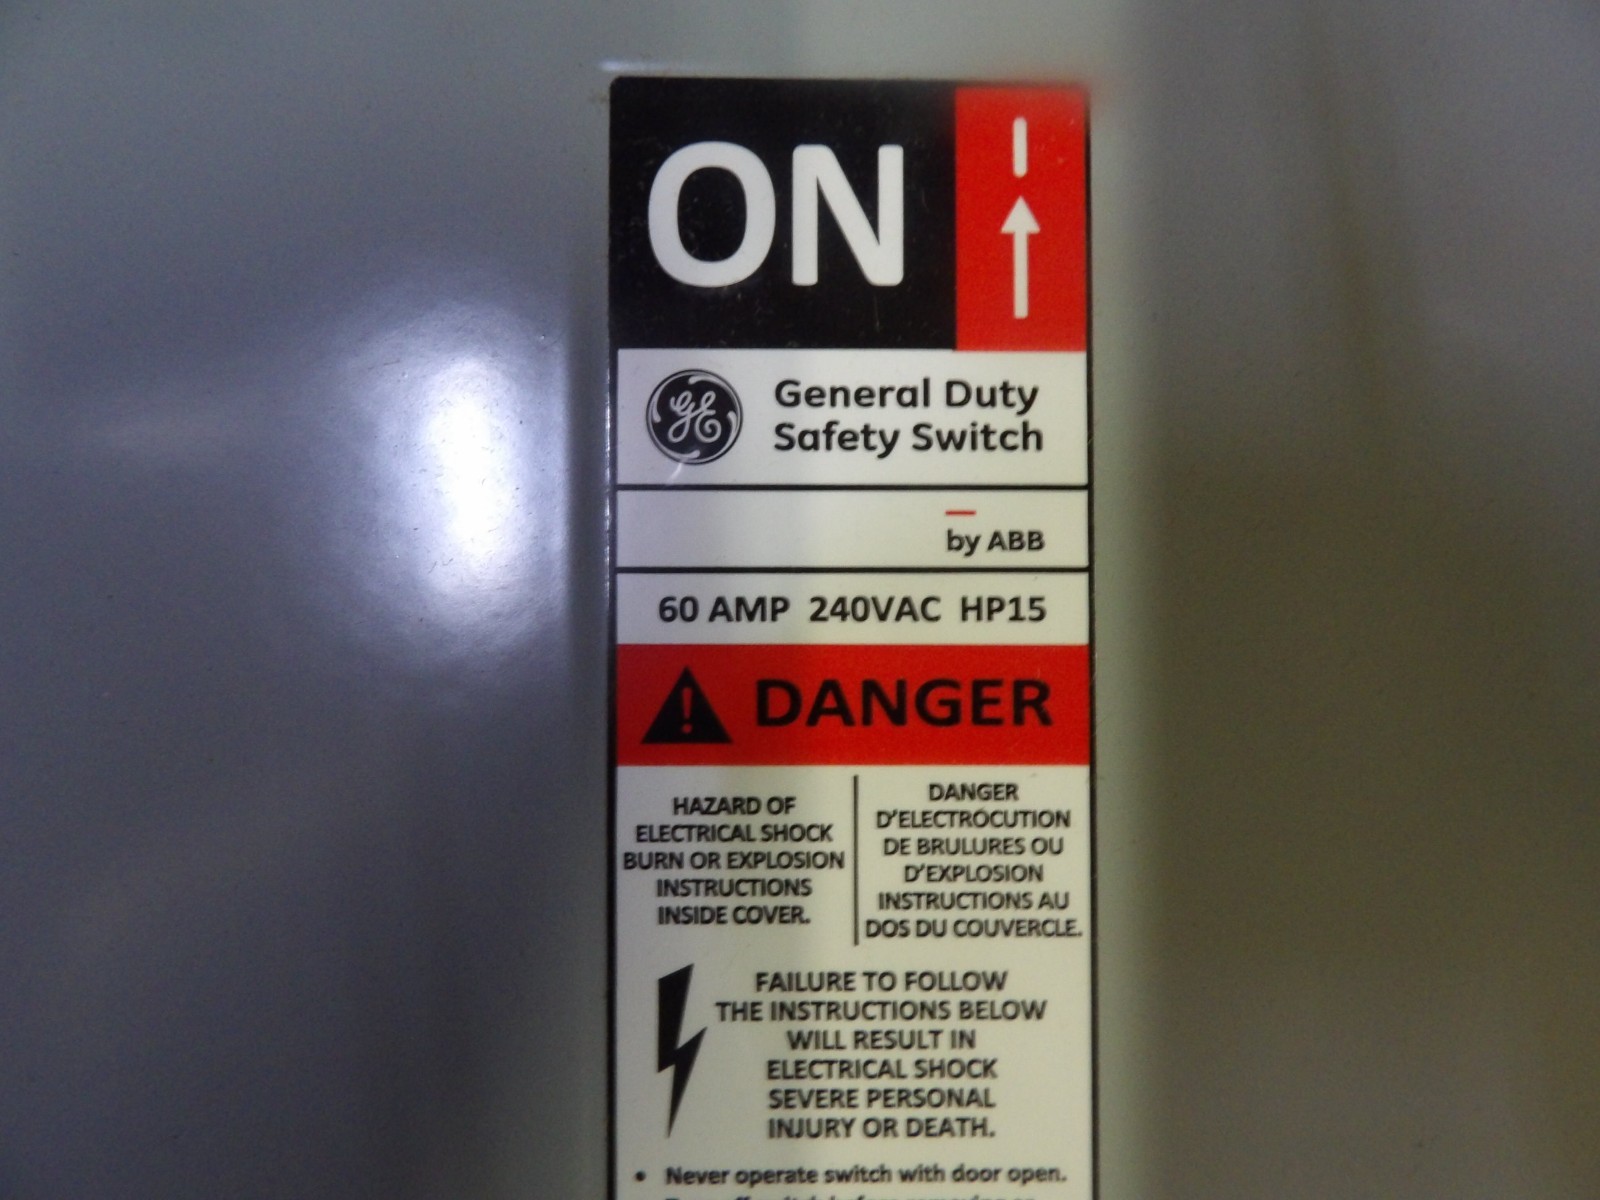 ON
GE
General Duty
Safety Switch
by ABB
60 AMP 240VAC HP15
DANGER
HAZARD OF
ELECTRICAL SHOCK
BURN OR EXPLOSION
INSTRUCTIONS
INSIDE COVER.
DANGER
D'ELECTROCUTION
DE BRULURES OU
D'EXPLOSION
INSTRUCTIONS AU
DOS DU COUVERCLE.
FAILURE TO FOLLOW
THE INSTRUCTIONS BELOW
WILL RESULT IN
ELECTRICAL SHOCK
SEVERE PERSONAL
INJURY OR DEATH.
• Never operate switch with door open.